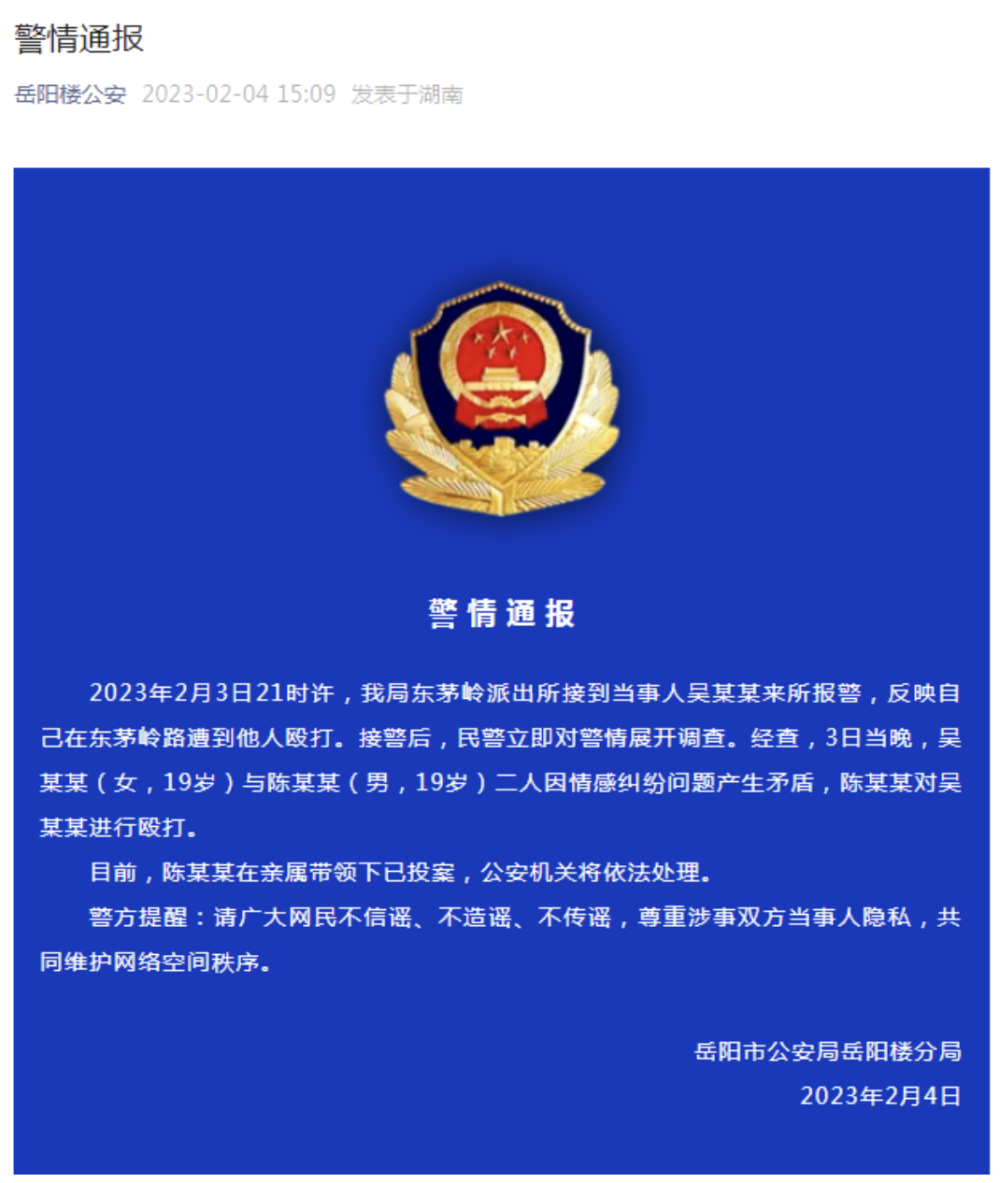 警情通报
岳阳楼公安 2023-02-04 15:09 发表于湖南
警情通报
2023年2月3日21时许，我局东茅岭派出所接到当事人吴某某来所报警，反映自
己在东茅岭路遭到他人殴打。接警后，民警立即对警情展开调查。经查，3日当晚，吴
某某（女，19岁）与陈某某（男，19岁）二人因情感纠纷问题产生矛盾，陈某某对吴
某某进行殴打。
目前，陈某某在亲属带领下已投案，公安机关将依法处理。
警方提醒：请广大网民不信谣、不造谣、不传谣，尊重涉事双方当事人隐私，共
同维护网络空间秩序。
岳阳市公安局岳阳楼分局
2023年2月4日